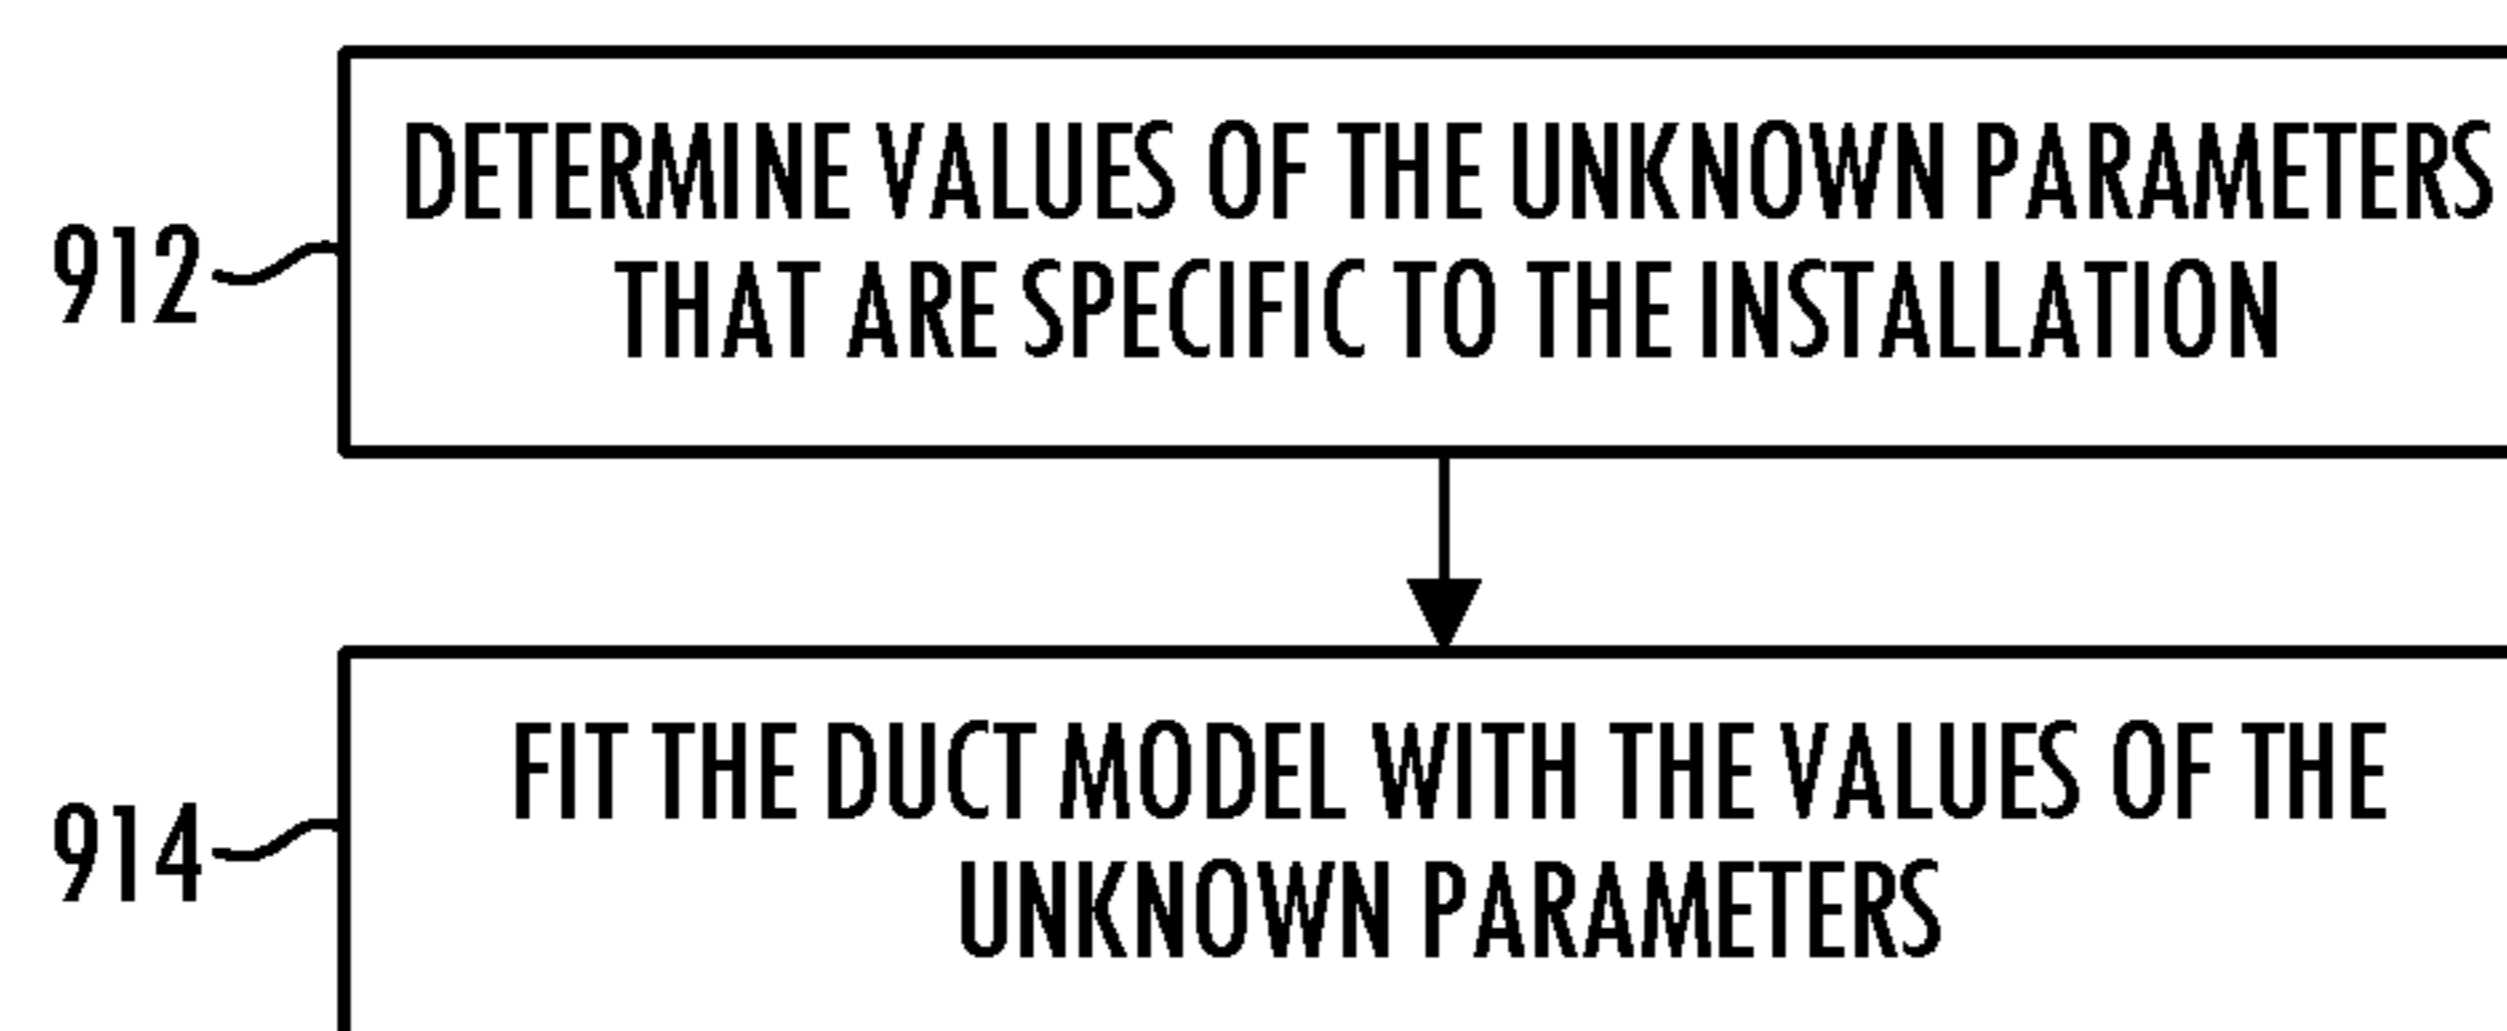 DETERMINE VALUES OF THE UNKNOWN PARAMETERS
THAT ARE SPECIFIC TO THE INSTALLATION
912
FIT THE DUCT MODEL WITH THE VALUES OF THE
UNKNOWN PARAMETERS
914